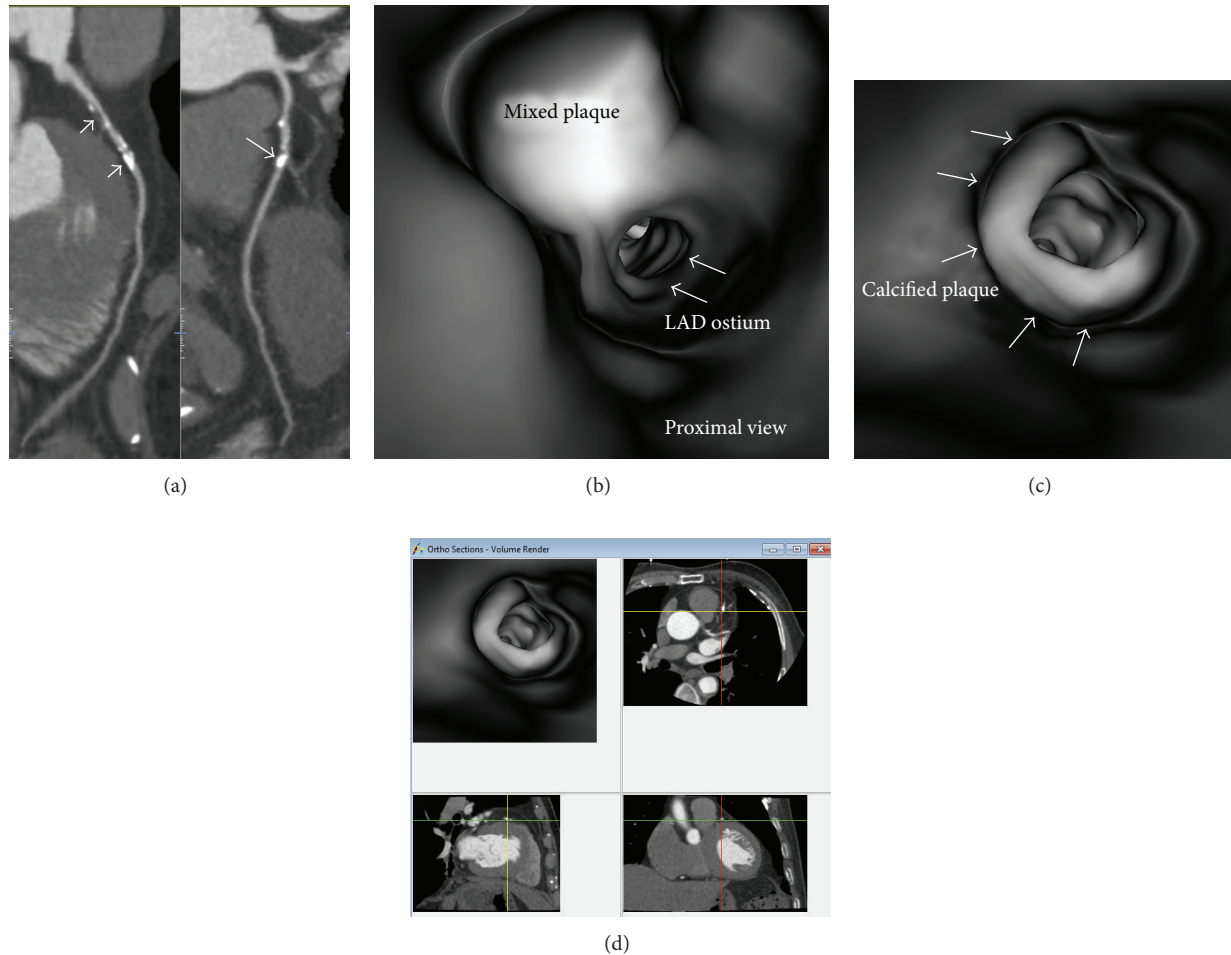 Mixed plaque
LAD ostium
Proximal view
Calcified plaque
(a)
(b)
(c)
Ortho Sections - Volume Render
(d)